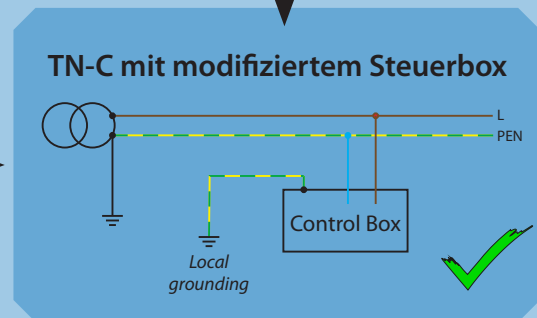 TN-C mit modifiziertem Steuerbox
L
PEN
Control Box
Local
grounding